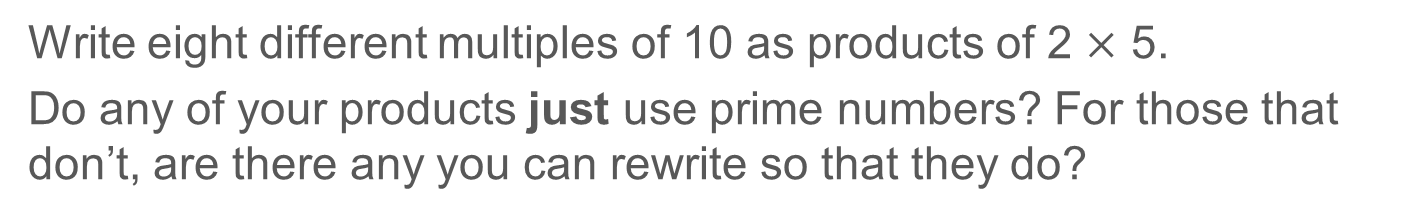 Write eight different multiples of 10 as products of 2 × 5.
Do any of your products just use prime numbers? For those that
don’t, are there any you can rewrite so that they do?